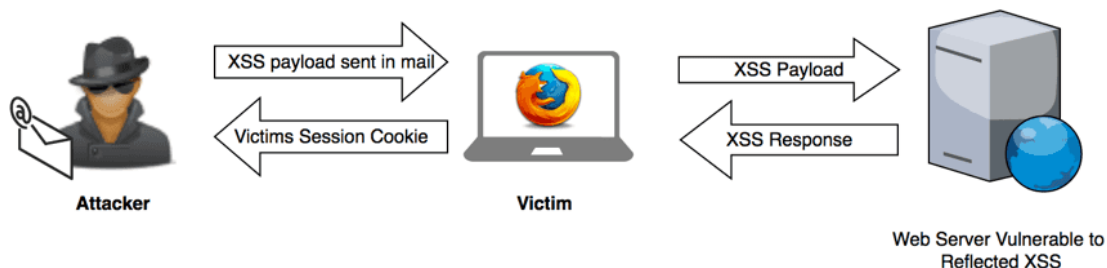 XSS payload sent in mail
XSS Payload
@
Victims Session Cookie
XSS Response
Attacker
Victim
Web Server Vulnerable to
Reflected XSS